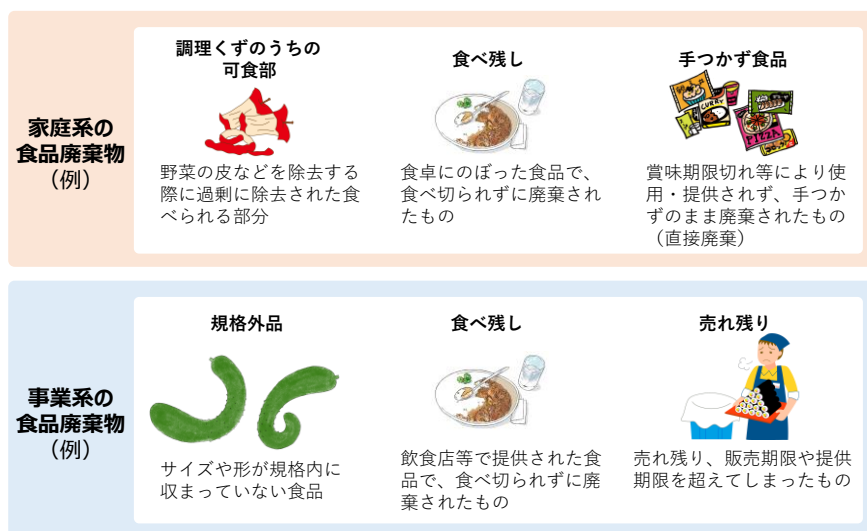 家庭系の
食品廃棄物
（例）
調理くずのうちの
可食部
野菜の皮などを除去する
際に過剰に除去された食
べられる部分
食べ残し
食卓にのぼった食品で、
食べ切られずに廃棄され
たもの
手つかず食品
CURRY
PIZZA
賞味期限切れ等により使
用・提供されず、手つか
ずのまま廃棄されたもの
（直接廃棄）
事業系の
食品廃棄物
（例）
規格外品
サイズや形が規格内に
収まっていない食品
食べ残し
飲食店等で提供された食
品で、食べ切られずに廃
棄されたもの
売れ残り
売れ残り、販売期限や提供
期限を超えてしまったもの